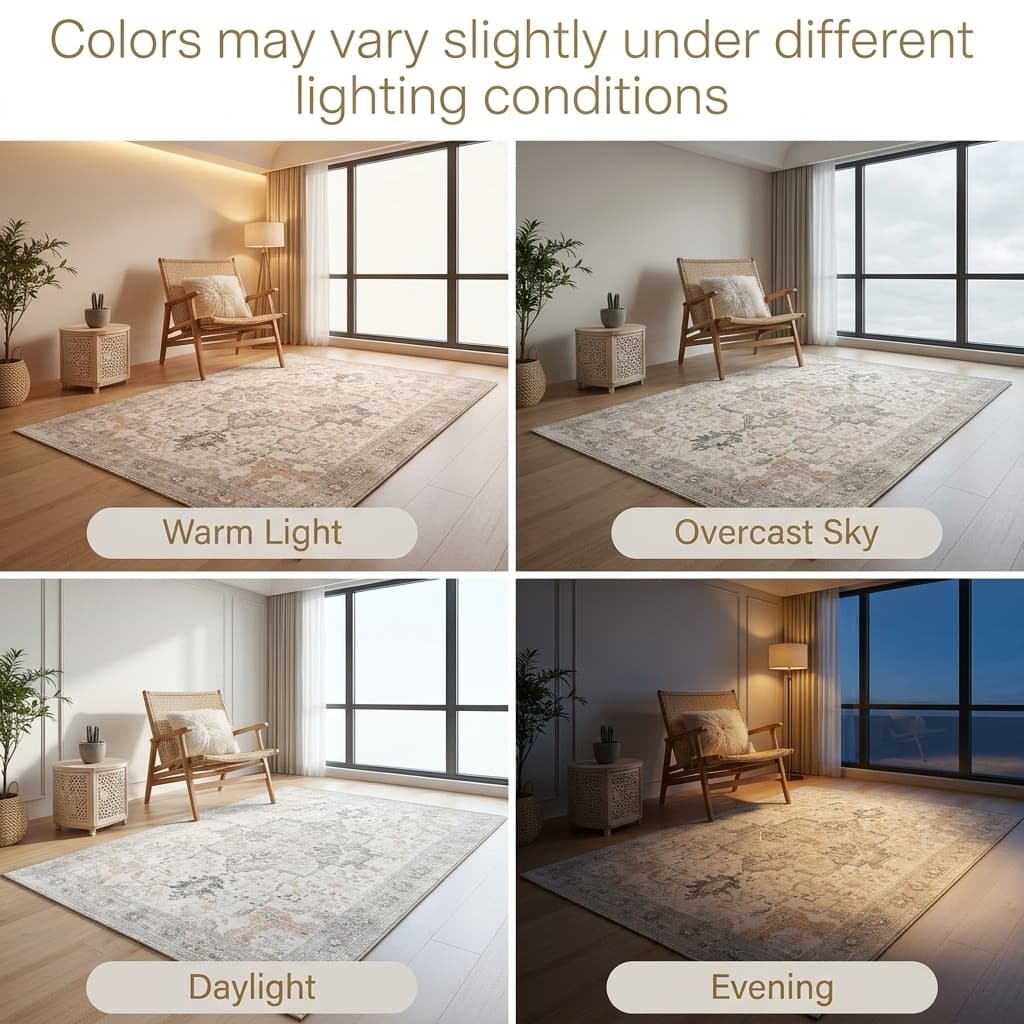 Colors may vary slightly under different
lighting conditions
Warm Light
Overcast Sky
Daylight
Evening